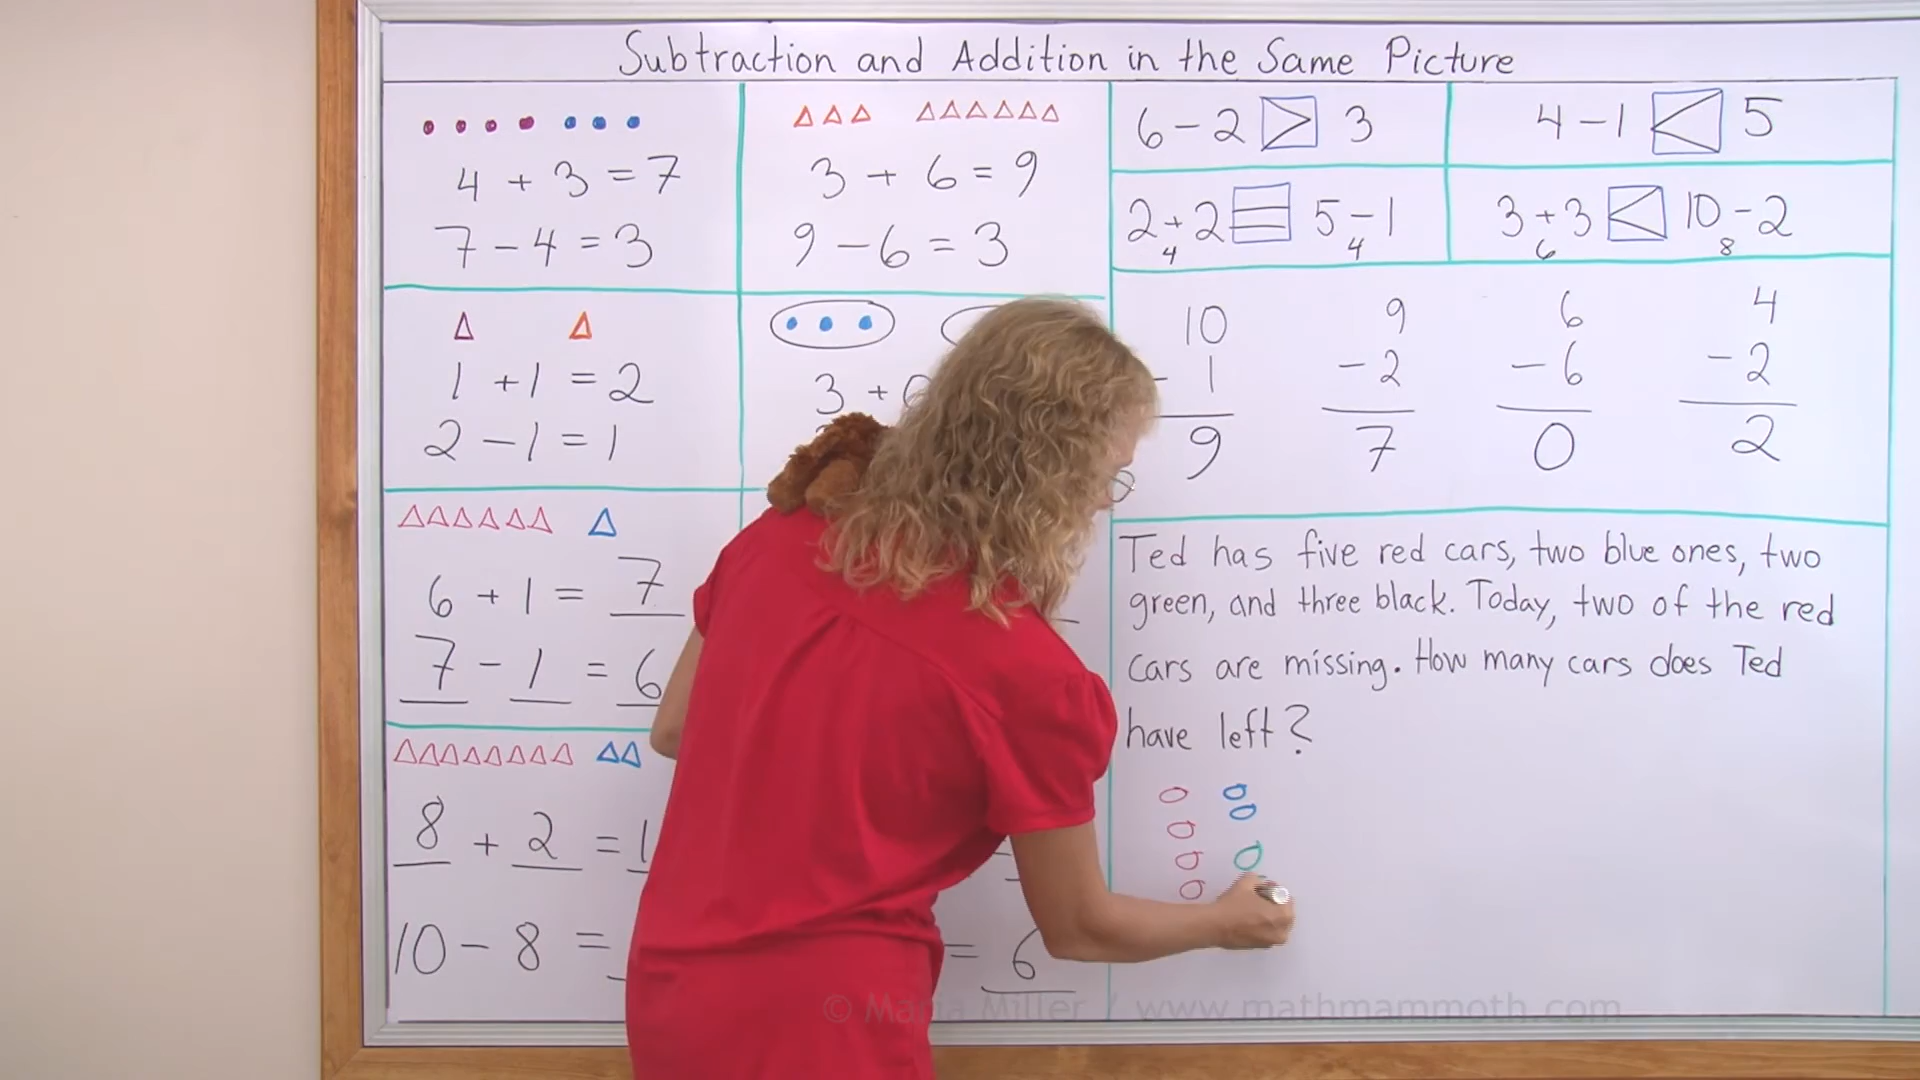 Subtraction and Addition in the Same Picture
4 + 3 = 7
7 - 4 = 3
3 + 6 = 9
9 - 6 = 3
6 - 2 > 3
4 - 1 < 5
2 + 2 = 5 - 1
4 4
3 + 3 < 10 - 2
6 8
1 + 1 = 2
2 - 1 = 1
3 +
10
- 1
9
9
- 2
7
6
- 6
0
4
- 2
2
6 + 1 = 7
7 - 1 = 6
8 + 2 =
10 - 8 =
= 6
Ted has five red cars, two blue ones, two
green, and three black. Today, two of the red
cars are missing. How many cars does Ted
have left?
© Maria Miller / www.mathmammoth.com